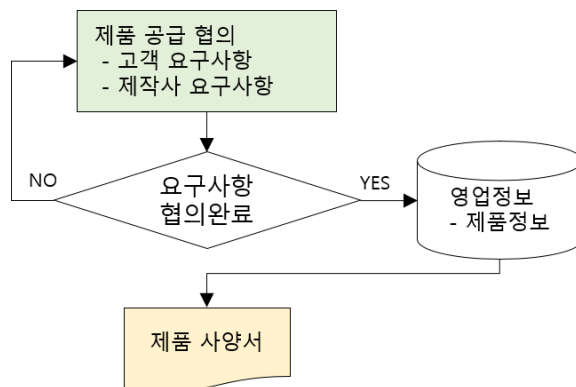 제품 공급 협의
- 고객 요구사항
- 제작사 요구사항
NO
요구사항
협의완료
YES
영업정보
- 제품정보
제품 사양서